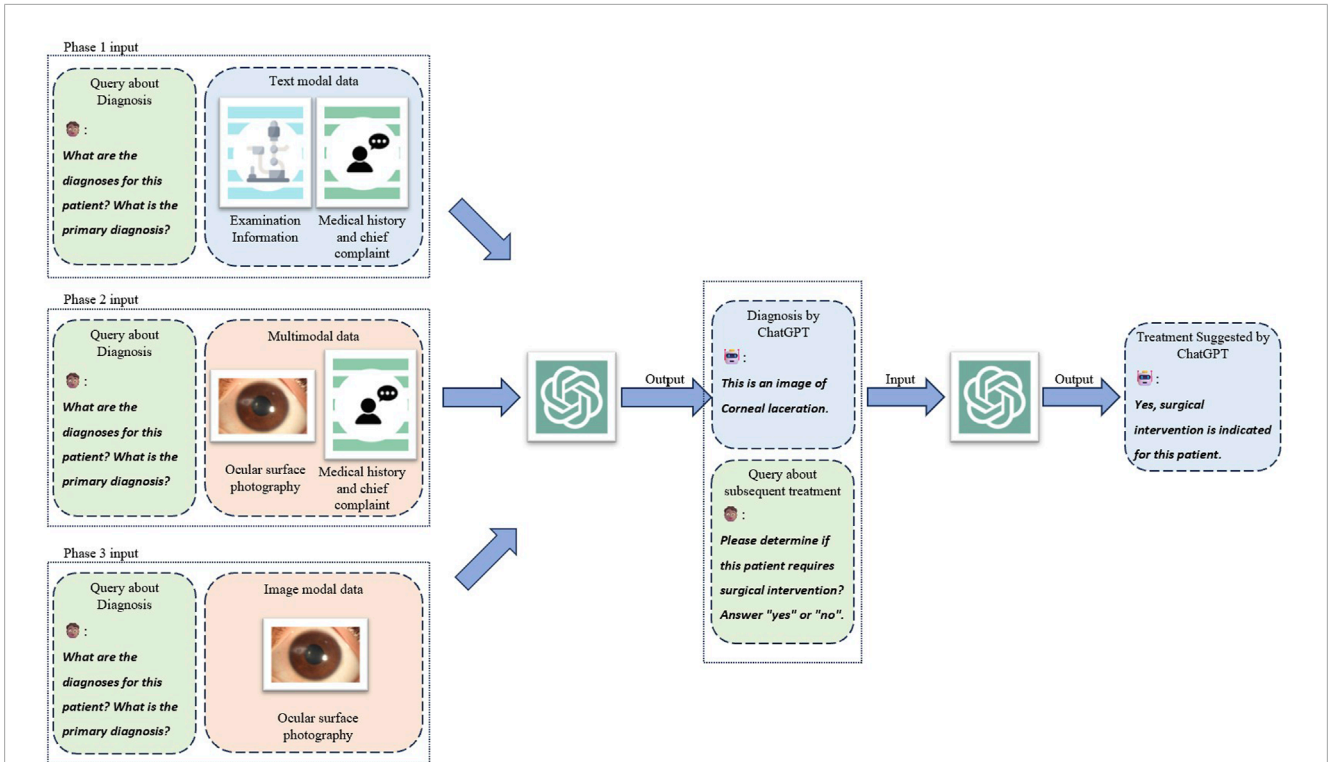 Phase 1 input
Query about
Diagnosis
:
What are the
diagnoses for this
patient? What is the
primary diagnosis?
Text modal data
Examination
Information
Medical history
and chief
complaint
Phase 2 input
Query about
Diagnosis
:
What are the
diagnoses for this
patient? What is the
primary diagnosis?
Multimodal data
Ocular surface
photography
Medical history
and chief
complaint
Phase 3 input
Query about
Diagnosis
:
What are the
diagnoses for this
patient? What is the
primary diagnosis?
Image modal data
Ocular surface
photography
Output
Diagnosis by
ChatGPT
:
This is an image of
Corneal laceration.
Query about
subsequent treatment
:
Please determine if
this patient requires
surgical intervention?
Answer "yes" or "no".
Input
Output
Treatment Suggested by
ChatGPT
:
Yes, surgical
intervention is indicated
for this patient.